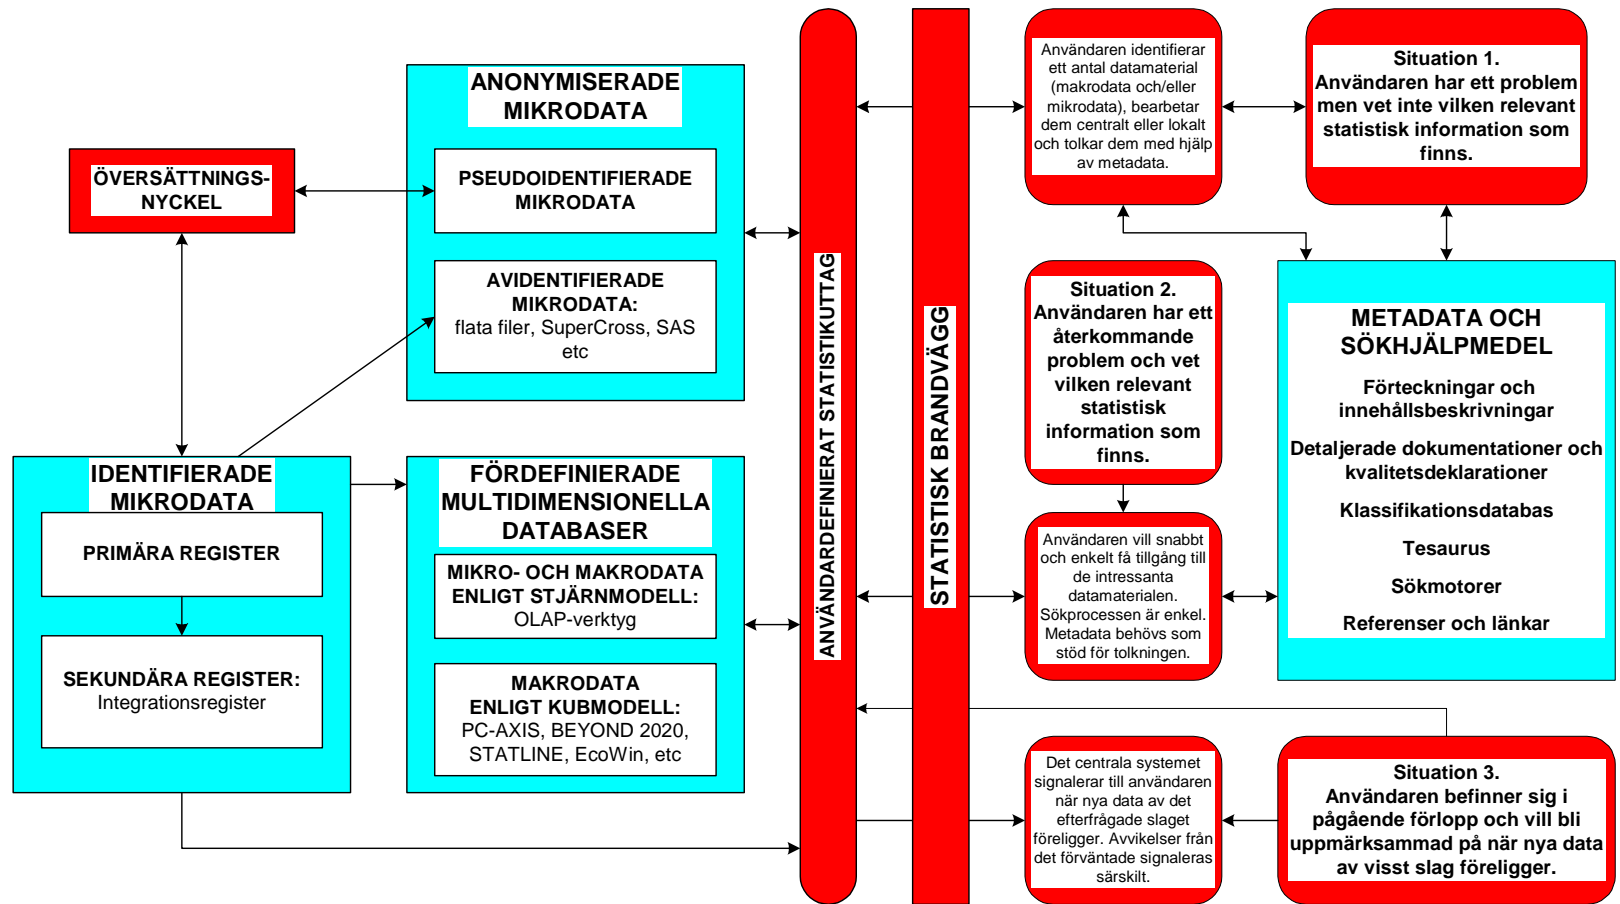 ANONYMISERADE
MIKRODATA
PSEUDOIDENTIFIERADE
MIKRODATA
AVIDENTIFIERADE
MIKRODATA:
flata filer, SuperCross, SAS
etc
ÖVERSÄTTNINGS-
NYCKEL
IDENTIFIERADE
MIKRODATA
PRIMÄRA REGISTER
SEKUNDÄRA REGISTER:
Integrationsregister
FÖRDEFINIERADE
MULTIDIMENSIONELLA
DATABASER
MIKRO- OCH MAKRODATA
ENLIGT STJÄRNMODELL:
OLAP-verktyg
MAKRODATA
ENLIGT KUBMODELL:
PC-AXIS, BEYOND 2020,
STATLINE, EcoWin, etc
ANVÄNDARDEFINIERAT STATISTIKUTTAG
STATISTISK BRANDVÄGG
Användaren identifierar
ett antal datamaterial
(makrodata och/eller
mikrodata), bearbetar
dem centralt eller lokalt
och tolkar dem med hjälp
av metadata.
Situation 1.
Användaren har ett problem
men vet inte vilken relevant
statistisk information som
finns.
Situation 2.
Användaren har ett
återkommande
problem och vet
vilken relevant
statistisk
information som
finns.
Användaren vill snabbt
och enkelt få tillgång till
de intressanta
datamaterialen.
Sökprocessen är enkel.
Metadata behövs som
stöd för tolkningen.
METADATA OCH
SÖKHJÄLPMEDEL
Förteckningar och
innehållsbeskrivningar
Detaljerade dokumentationer och
kvalitetsdeklarationer
Klassifikationsdatabas
Tesaurus
Sökmotorer
Referenser och länkar
Det centrala systemet
signalerar till användaren
när nya data av det
efterfrågade slaget
föreligger. Avvikelser från
det förväntade signaleras
särskilt.
Situation 3.
Användaren befinner sig i
pågående förlopp och vill bli
uppmärksammad på när nya data
av visst slag föreligger.